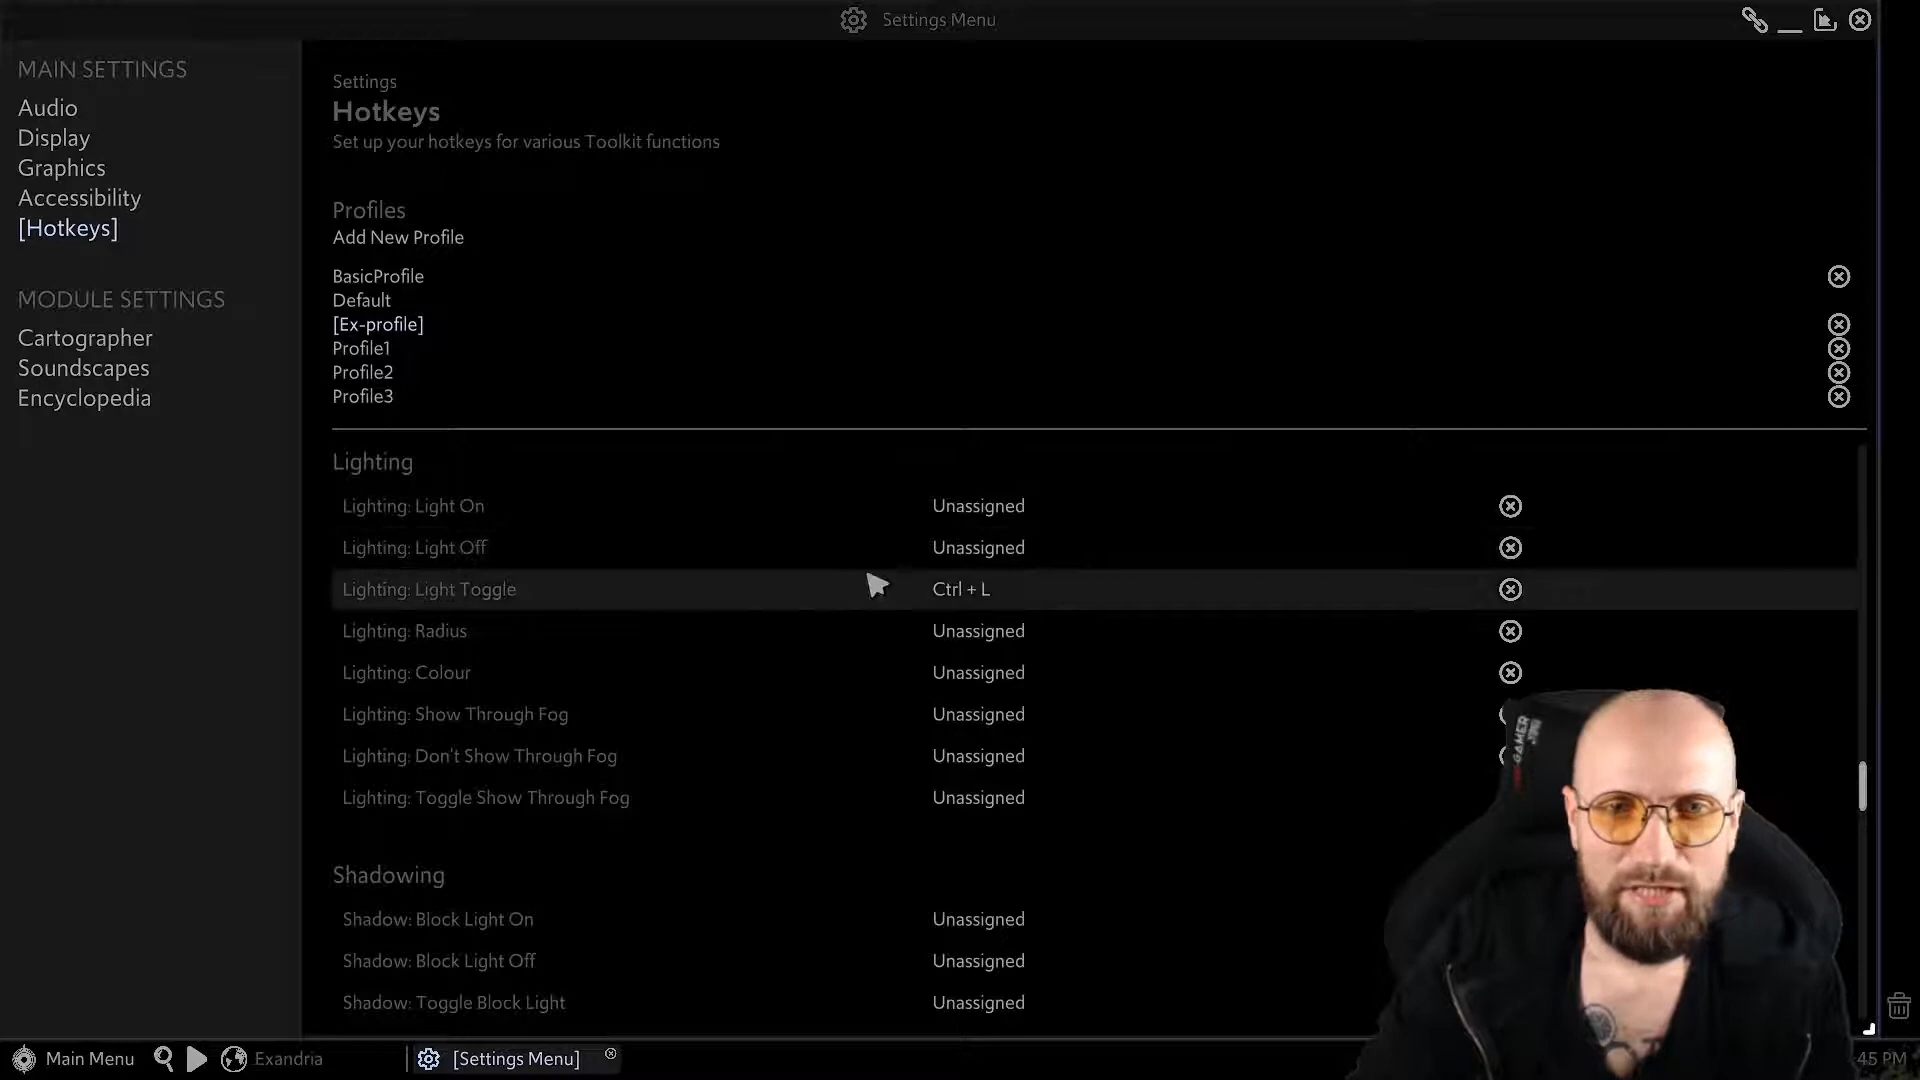 Settings Menu
MAIN SETTINGS
Audio
Display
Graphics
Accessibility
[Hotkeys]
MODULE SETTINGS
Cartographer
Soundscapes
Encyclopedia
Settings
Hotkeys
Set up your hotkeys for various Toolkit functions
Profiles
Add New Profile
BasicProfile
Default
[Ex-profile]
Profile1
Profile2
Profile3
Lighting
Lighting: Light On Unassigned
Lighting: Light Off Unassigned
Lighting: Light Toggle Ctrl + L
Lighting: Radius Unassigned
Lighting: Colour Unassigned
Lighting: Show Through Fog Unassigned
Lighting: Don't Show Through Fog Unassigned
Lighting: Toggle Show Through Fog Unassigned
Shadowing
Shadow: Block Light On Unassigned
Shadow: Block Light Off Unassigned
Shadow: Toggle Block Light Unassigned
GAMER
Main Menu Exandria [Settings Menu] 45 PM